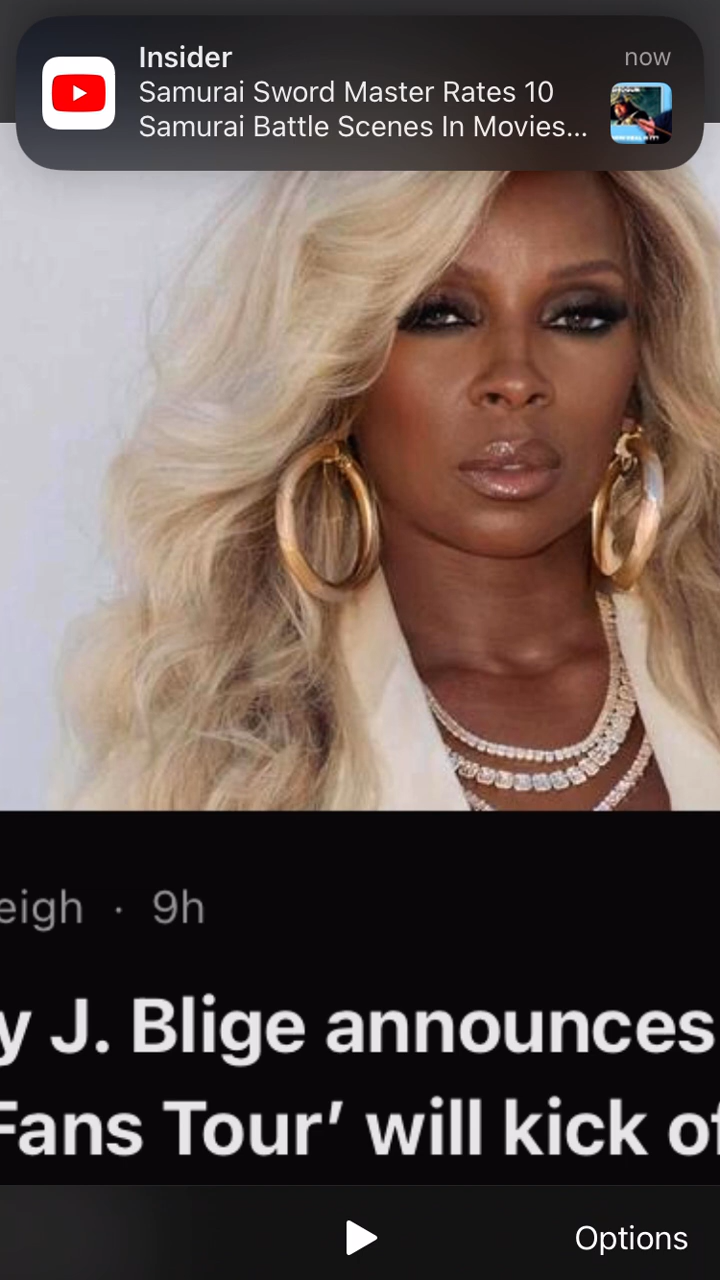 Insider
now
Samurai Sword Master Rates 10
Samurai Battle Scenes In Movies...
eigh · 9h
y J. Blige announces
Fans Tour’ will kick of
Options